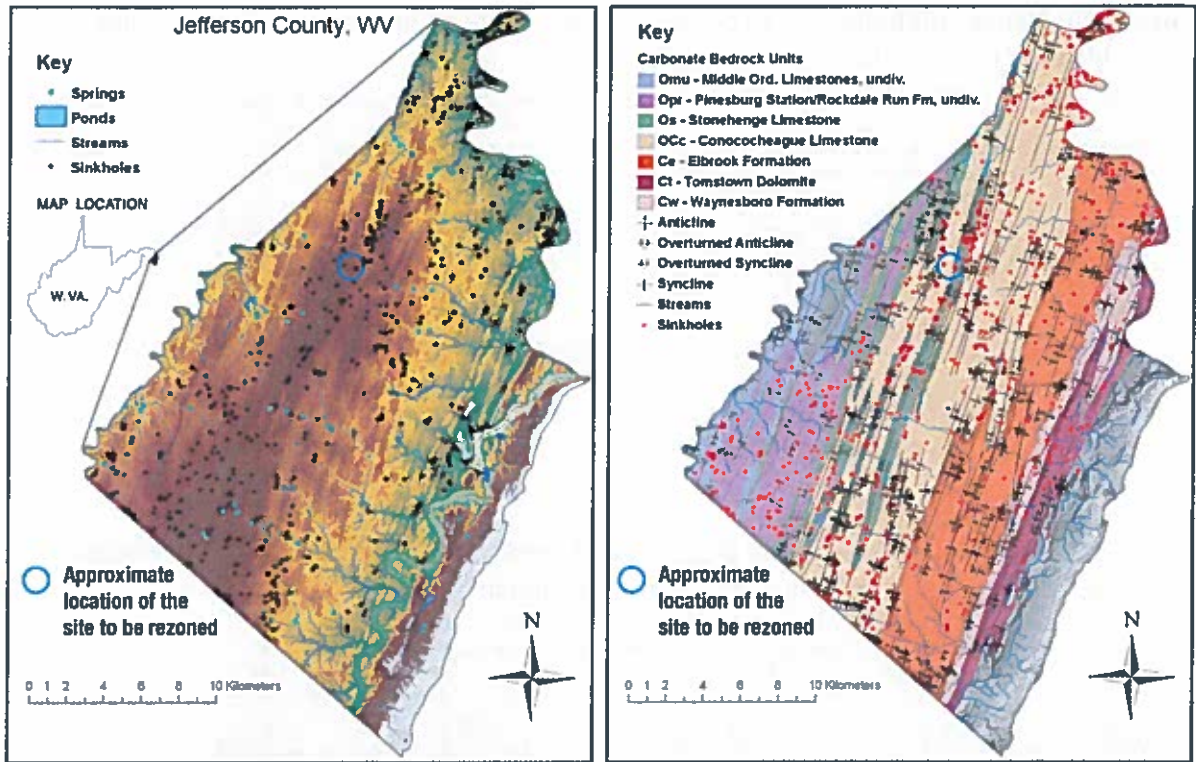 Jefferson County, WV
Key
Springs
Ponds
Streams
Sinkholes
MAP LOCATION
W. VA.
Approximate
location of the
site to be rezoned
N
0 1 2 4 6 8 10 Kilometers
Key
Carbonate Bedrock Units
Omu - Middle Ord. Limestones, undiv.
Opr - Pinesburg Station/Rockdale Run Fm, undiv.
Os - Stonehenge Limestone
OCc - Conococheague Limestone
Ce - Elbrook Formation
Ct - Tomstown Dolomite
Cw - Waynesboro Formation
Anticline
Overturned Anticline
Overturned Syncline
Syncline
Streams
Sinkholes
Approximate
location of the
site to be rezoned
N
0 1 2 4 6 8 10 Kilometers